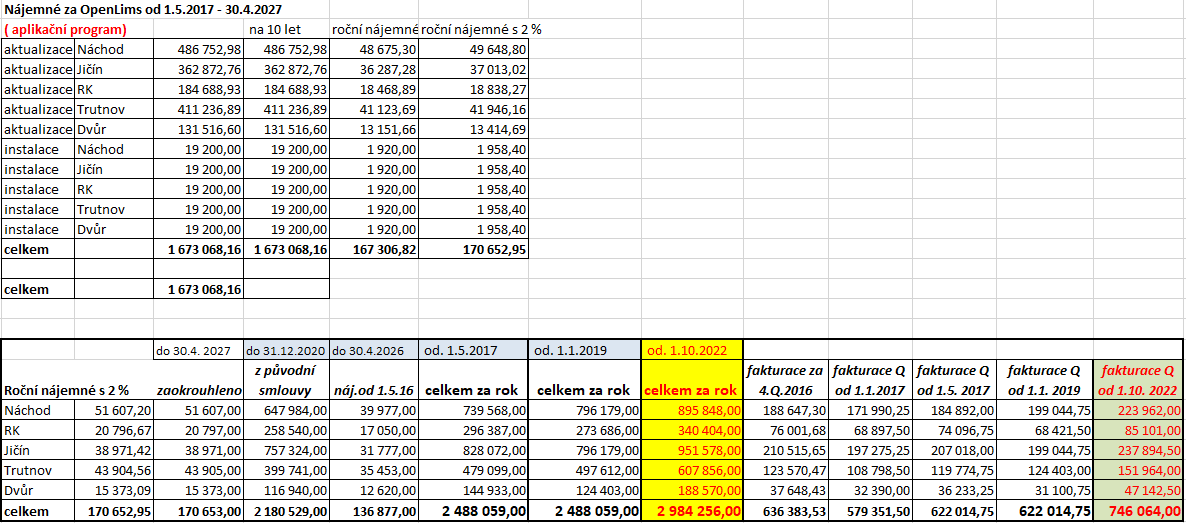 Nájemné za OpenLims od 1.5.2017 - 30.4.2027
( aplikační program) na 10 let roční nájemné roční nájemné s 2 %
aktualizace Náchod 486 752,98 486 752,98 48 675,30 49 648,80
aktualizace Jičín 362 872,76 362 872,76 36 287,28 37 013,02
aktualizace RK 184 688,93 184 688,93 18 468,89 18 838,27
aktualizace Trutnov 411 236,89 411 236,89 41 123,69 41 946,16
aktualizace Dvůr 131 516,60 131 516,60 13 151,66 13 414,69
instalace Náchod 19 200,00 19 200,00 1 920,00 1 958,40
instalace Jičín 19 200,00 19 200,00 1 920,00 1 958,40
instalace RK 19 200,00 19 200,00 1 920,00 1 958,40
instalace Trutnov 19 200,00 19 200,00 1 920,00 1 958,40
instalace Dvůr 19 200,00 19 200,00 1 920,00 1 958,40
celkem 1 673 068,16 1 673 068,16 167 306,82 170 652,95
celkem 1 673 068,16
do 30.4. 2027 do 31.12.2020 do 30.4.2026 od. 1.5.2017 od. 1.1.2019 od. 1.10.2022
z původní fakturace za fakturace Q fakturace Q fakturace Q fakturace Q
Roční nájemné s 2 % zaokrouhleno smlouvy náj.od 1.5.16 celkem za rok celkem za rok celkem za rok 4.Q.2016 od 1.1.2017 od 1.5. 2017 od 1.1. 2019 od 1.10. 2022
Náchod 51 607,20 51 607,00 647 984,00 39 977,00 739 568,00 796 179,00 895 848,00 188 647,30 171 990,25 184 892,00 199 044,75 223 962,00
RK 20 796,67 20 797,00 258 540,00 17 050,00 296 387,00 273 686,00 340 404,00 76 001,68 68 897,50 74 096,75 68 421,50 85 101,00
Jičín 38 971,42 38 971,00 757 324,00 31 777,00 828 072,00 796 179,00 951 578,00 210 515,65 197 275,25 207 018,00 199 044,75 237 894,50
Trutnov 43 904,56 43 905,00 399 741,00 35 453,00 479 099,00 497 612,00 607 856,00 123 570,47 108 798,50 119 774,75 124 403,00 151 964,00
Dvůr 15 373,09 15 373,00 116 940,00 12 620,00 144 933,00 124 403,00 188 570,00 37 648,43 32 390,00 36 233,25 31 100,75 47 142,50
celkem 170 652,95 170 653,00 2 180 529,00 136 877,00 2 488 059,00 2 488 059,00 2 984 256,00 636 383,53 579 351,50 622 014,75 622 014,75 746 064,00